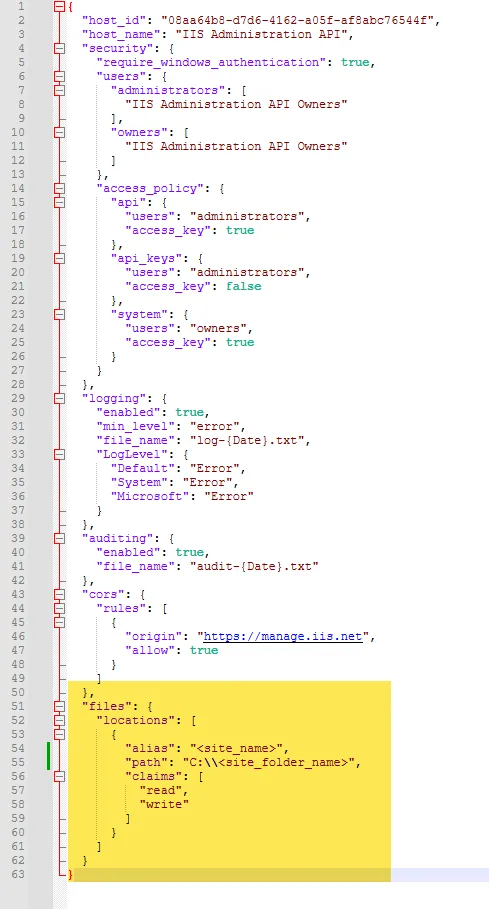 1 {
2 "host_id": "08aa64b8-d7d6-4162-a05f-af8abc76544f",
3 "host_name": "IIS Administration API",
4 "security": {
5 "require_windows_authentication": true,
6 "users": {
7 "administrators": [
8 "IIS Administration API Owners"
9 ],
10 "owners": [
11 "IIS Administration API Owners"
12 ]
13 },
14 "access_policy": {
15 "api": {
16 "users": "administrators",
17 "access_key": true
18 },
19 "api_keys": {
20 "users": "administrators",
21 "access_key": false
22 },
23 "system": {
24 "users": "owners",
25 "access_key": true
26 }
27 }
28 },
29 "logging": {
30 "enabled": true,
31 "min_level": "error",
32 "file_name": "log-{Date}.txt",
33 "LogLevel": {
34 "Default": "Error",
35 "System": "Error",
36 "Microsoft": "Error"
37 }
38 },
39 "auditing": {
40 "enabled": true,
41 "file_name": "audit-{Date}.txt"
42 },
43 "cors": {
44 "rules": [
45 {
46 "origin": "https://manage.iis.net",
47 "allow": true
48 }
49 ]
50 },
51 "files": {
52 "locations": [
53 {
54 "alias": "<site_name>",
55 "path": "C:\\<site_folder_name>",
56 "claims": [
57 "read",
58 "write"
59 ]
60 }
61 ]
62 }
63 }